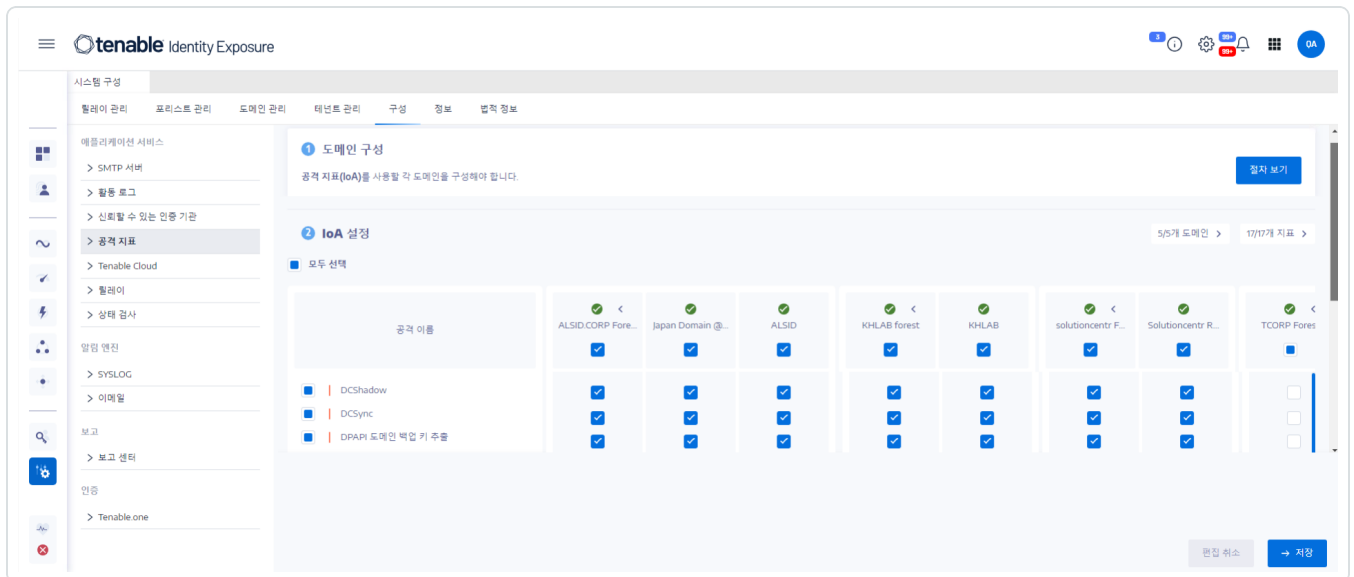 tenable Identity Exposure
3
99+
99+
QA
시스템 구성
릴레이 관리 포리스트 관리 도메인 관리 테넌트 관리 구성 정보 법적 정보
애플리케이션 서비스
SMTP 서버
활동 로그
신뢰할 수 있는 인증 기관
공격 지표
Tenable Cloud
릴레이
상태 검사
알림 엔진
SYSLOG
이메일
보고
보고 센터
인증
Tenable.one
1 도메인 구성
공격 지표(IoA)를 사용할 각 도메인을 구성해야 합니다.
절차 보기
2 IoA 설정
5/5개 도메인 >
17/17개 지표 >
모두 선택
공격 이름
ALSID.CORP Fore... Japan Domain @... ALSID KHLAB forest KHLAB solutioncentr F... Solutioncentr R... TCORP Fores
DCShadow
DCSync
DPAPI 도메인 백업 키 추출
편집 취소
→ 저장